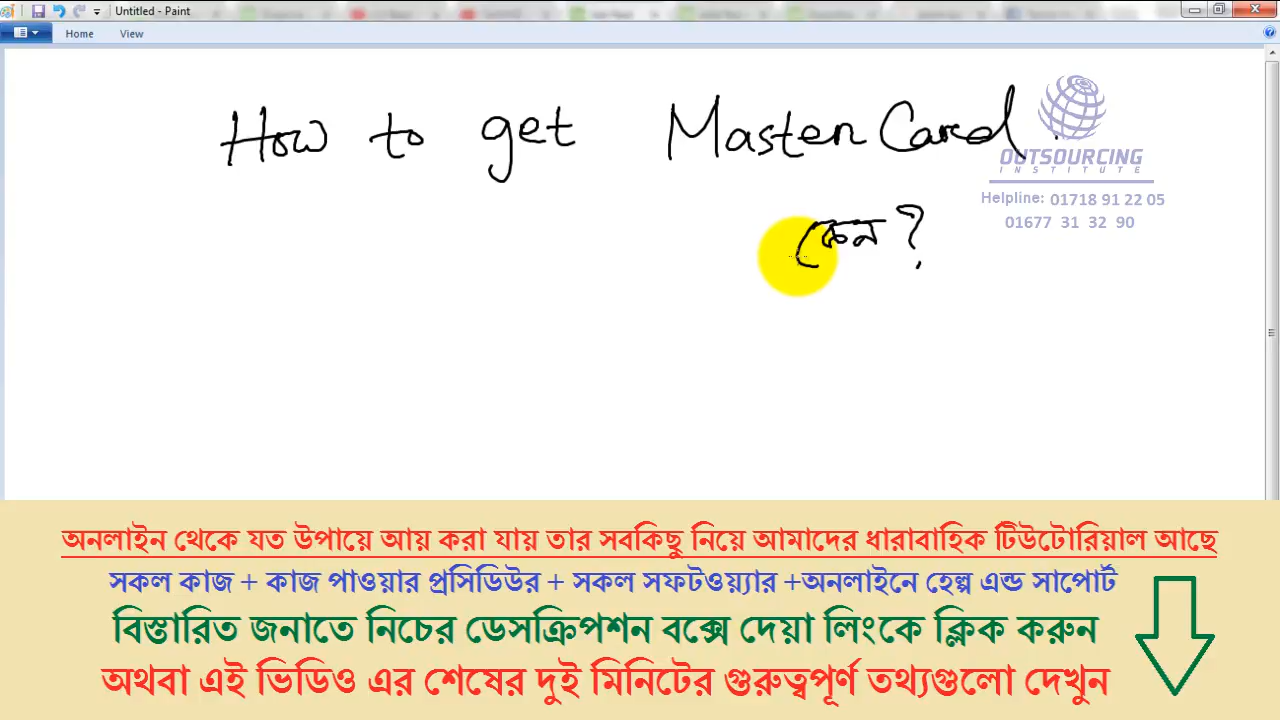 Untitled - Paint
Home View
How to get MasterCard.
OUTSOURCING
INSTITUTE
কেন?
Helpline: 01718 91 22 05
01677 31 32 90
অনলাইন থেকে যত উপায়ে আয় করা যায় তার সবকিছু নিয়ে আমাদের ধারাবাহিক টিউটোরিয়াল আছে
সকল কাজ + কাজ পাওয়ার প্রসিডিউর + সকল সফটওয়্যার +অনলাইনে হেল্প এন্ড সাপোর্ট
বিস্তারিত জনাতে নিচের ডেসক্রিপশন বক্সে দেয়া লিংকে ক্লিক করুন
অথবা এই ভিডিও এর শেষের দুই মিনিটের গুরুত্বপূর্ণ তথ্যগুলো দেখুন